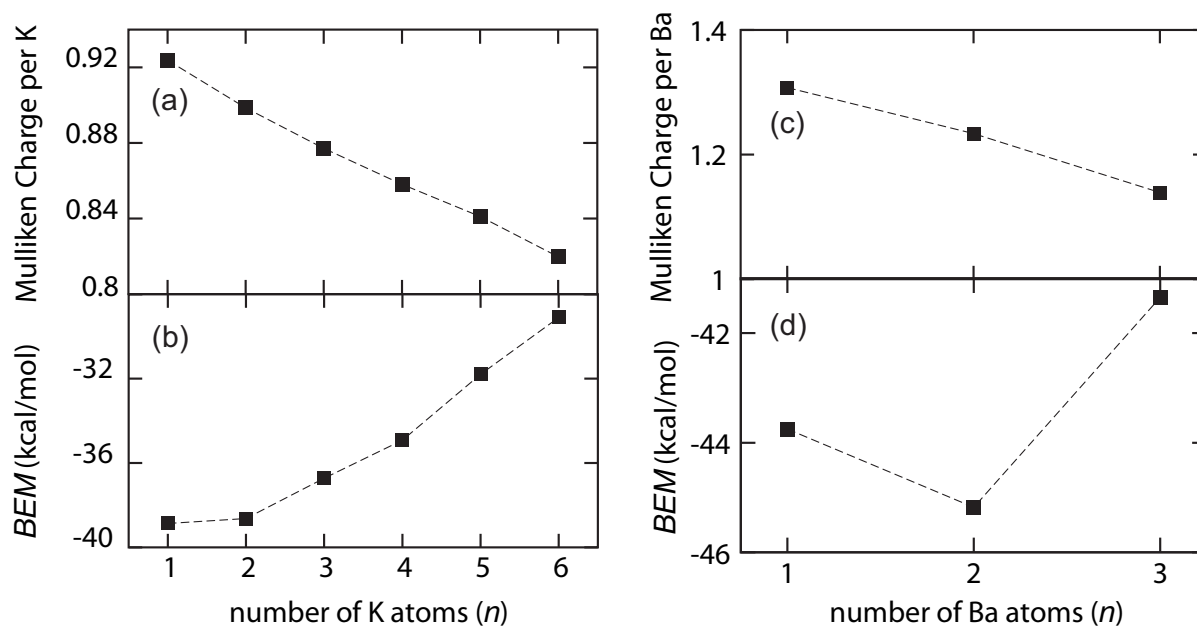 Mulliken Charge per K
0.92
0.88
0.84
0.8
(a)
BEM (kcal/mol)
-32
-36
-40
(b)
1 2 3 4 5 6
number of K atoms (n)
Mulliken Charge per Ba
1.4
1.2
1
(c)
BEM (kcal/mol)
-42
-44
-46
(d)
1 2 3
number of Ba atoms (n)